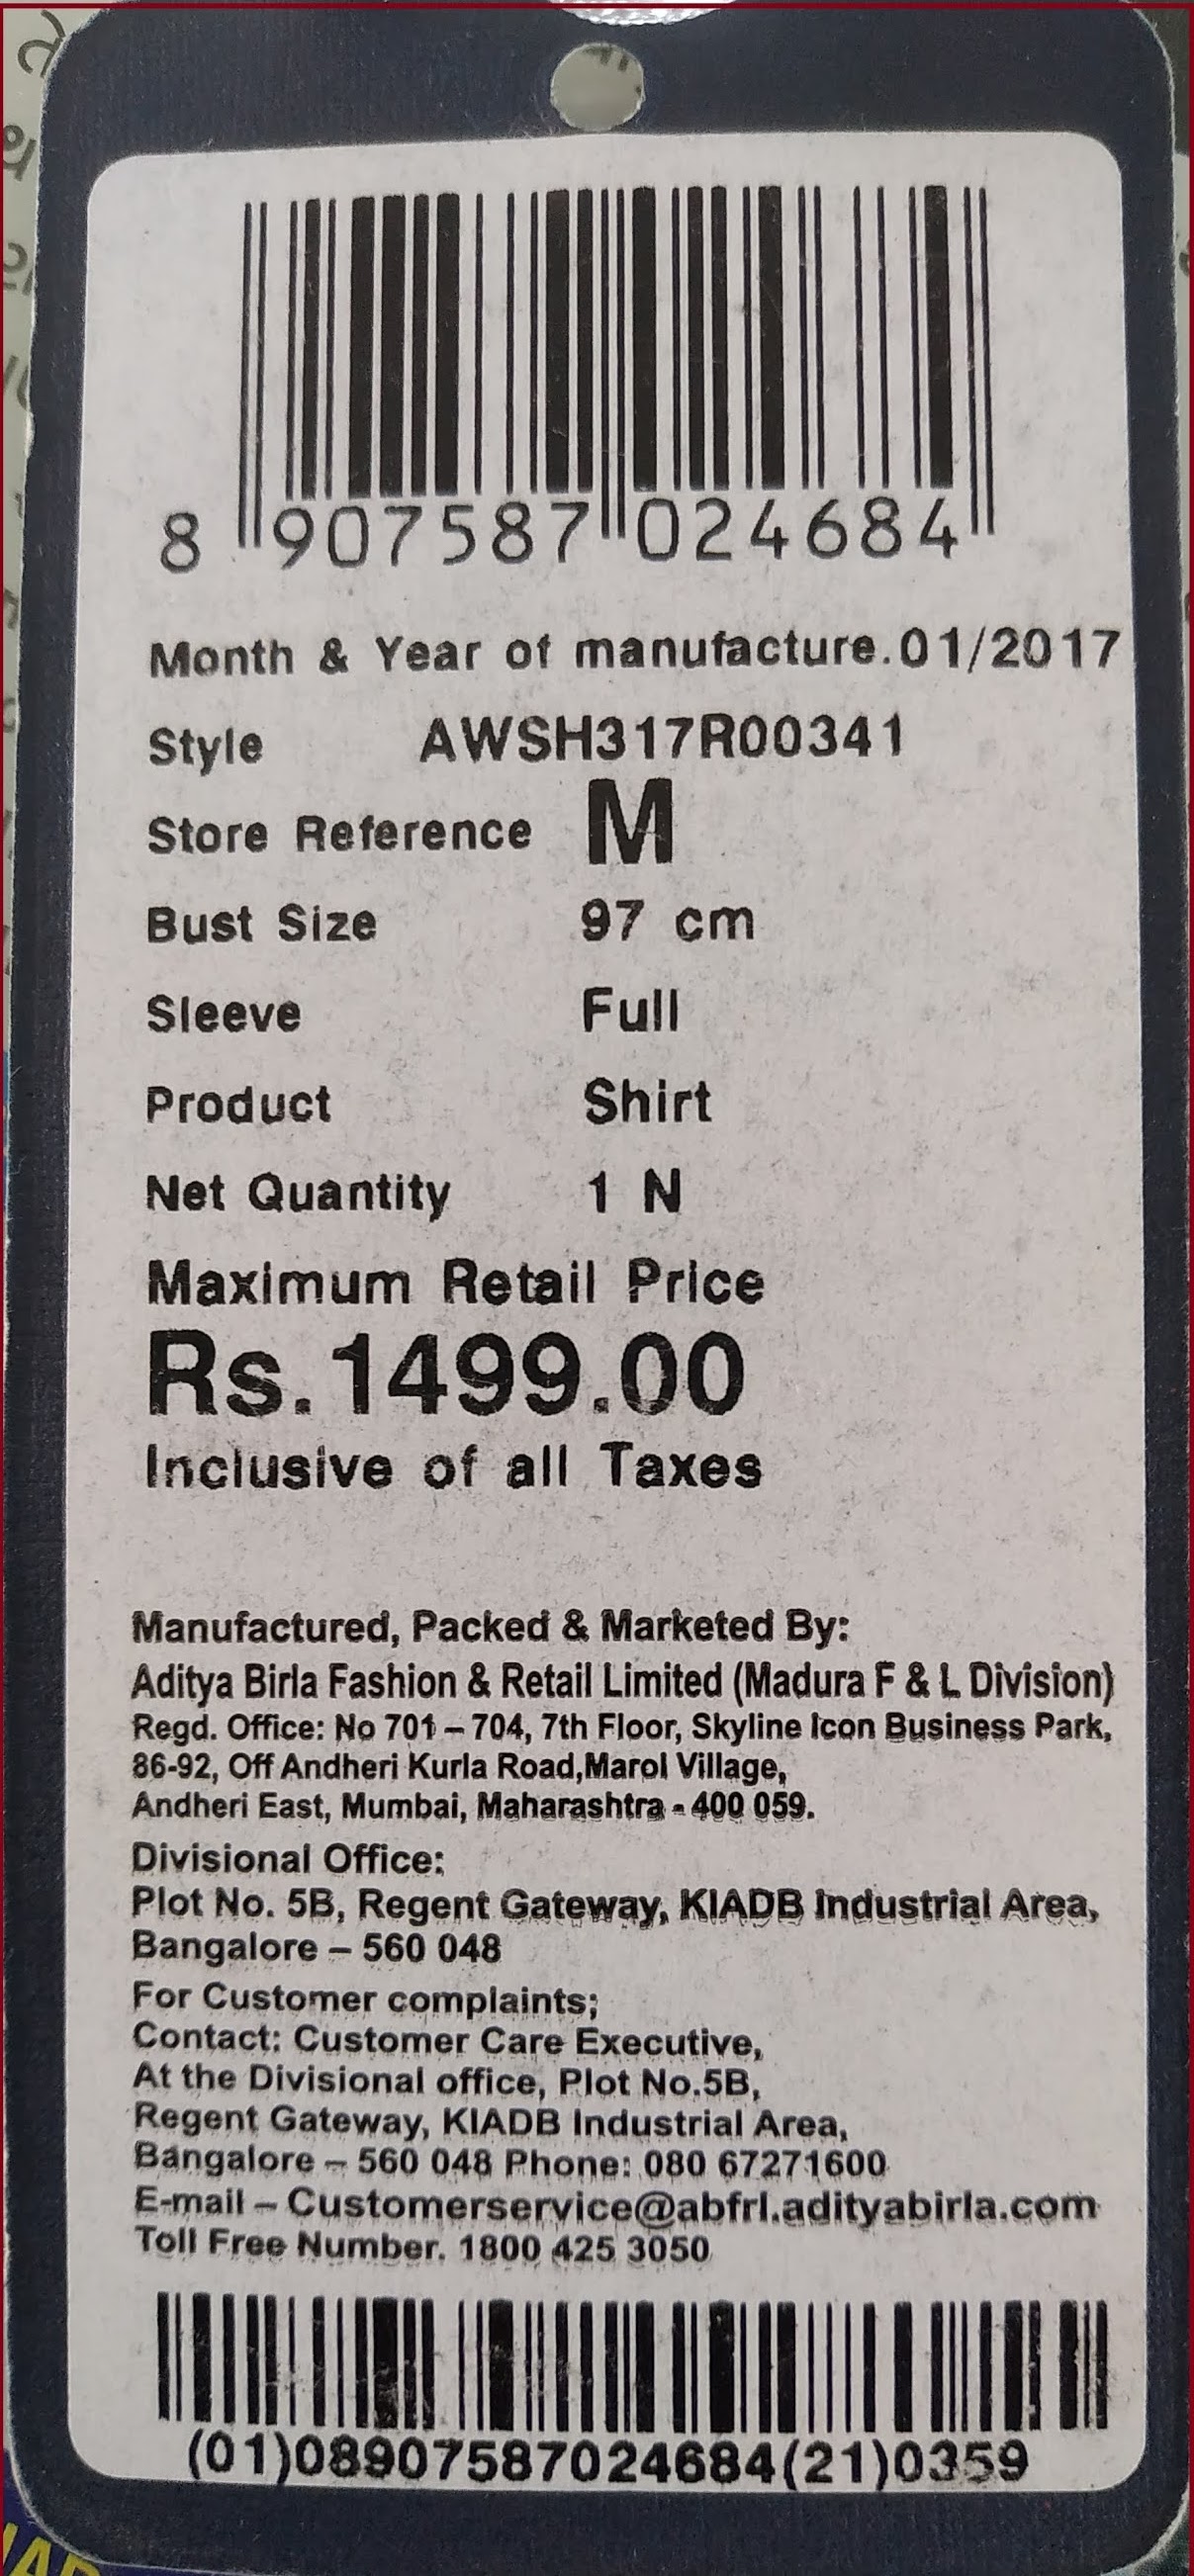 8 907587 024684
Month & Year of manufacture.01/2017
Style AWSH317R00341
Store Reference M
Bust Size 97 cm
Sleeve Full
Product Shirt
Net Quantity 1 N
Maximum Retail Price
Rs.1499.00
Inclusive of all Taxes
Manufactured, Packed & Marketed By:
Aditya Birla Fashion & Retail Limited (Madura F & L Division)
Regd. Office: No 701 – 704, 7th Floor, Skyline Icon Business Park,
86-92, Off Andheri Kurla Road,Marol Village,
Andheri East, Mumbai, Maharashtra - 400 059.
Divisional Office:
Plot No. 5B, Regent Gateway, KIADB Industrial Area,
Bangalore – 560 048
For Customer complaints;
Contact: Customer Care Executive,
At the Divisional office, Plot No.5B,
Regent Gateway, KIADB Industrial Area,
Bangalore – 560 048 Phone: 080 67271600
E-mail – Customerservice@abfrl.adityabirla.com
Toll Free Number. 1800 425 3050
(01)08907587024684(21)0359